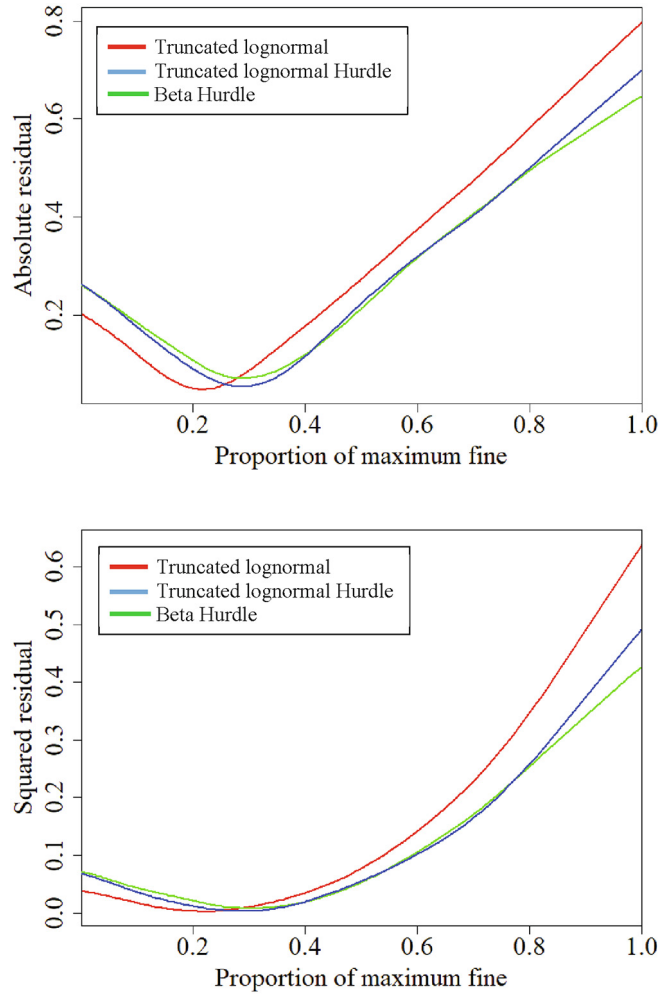 Truncated lognormal
Truncated lognormal Hurdle
Beta Hurdle
Absolute residual
0.8
0.6
0.4
0.2
0.2 0.4 0.6 0.8 1.0
Proportion of maximum fine
Truncated lognormal
Truncated lognormal Hurdle
Beta Hurdle
Squared residual
0.6
0.5
0.4
0.3
0.2
0.1
0.0
0.2 0.4 0.6 0.8 1.0
Proportion of maximum fine